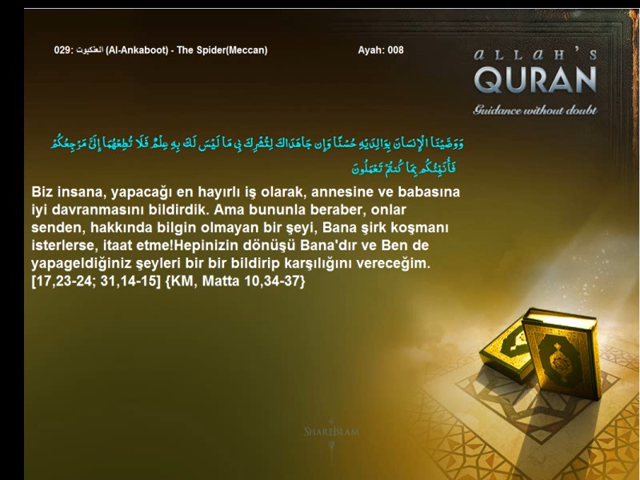 029: العنكبوت (Al-Ankaboot) - The Spider(Meccan) Ayah: 008
ALLAH'S
QURAN
Guidance without doubt
وَوَصَّيْنَا الْإِنسَانَ بِوَالِدَيْهِ حُسْنًا وَإِن جَاهَدَاكَ لِتُشْرِكَ بِي مَا لَيْسَ لَكَ بِهِ عِلْمٌ فَلَا تُطِعْهُمَا إِلَيَّ مَرْجِعُكُمْ
فَأُنَبِّئُكُم بِمَا كُنتُمْ تَعْمَلُونَ
Biz insana, yapacağı en hayırlı iş olarak, annesine ve babasına
iyi davranmasını bildirdik. Ama bununla beraber, onlar
senden, hakkında bilgin olmayan bir şeyi, Bana şirk koşmanı
isterlerse, itaat etme!Hepinizin dönüşü Bana'dır ve Ben de
yapageldiğiniz şeyleri bir bir bildirip karşılığını vereceğim.
[17,23-24; 31,14-15] {KM, Matta 10,34-37}
SHAREISLAM